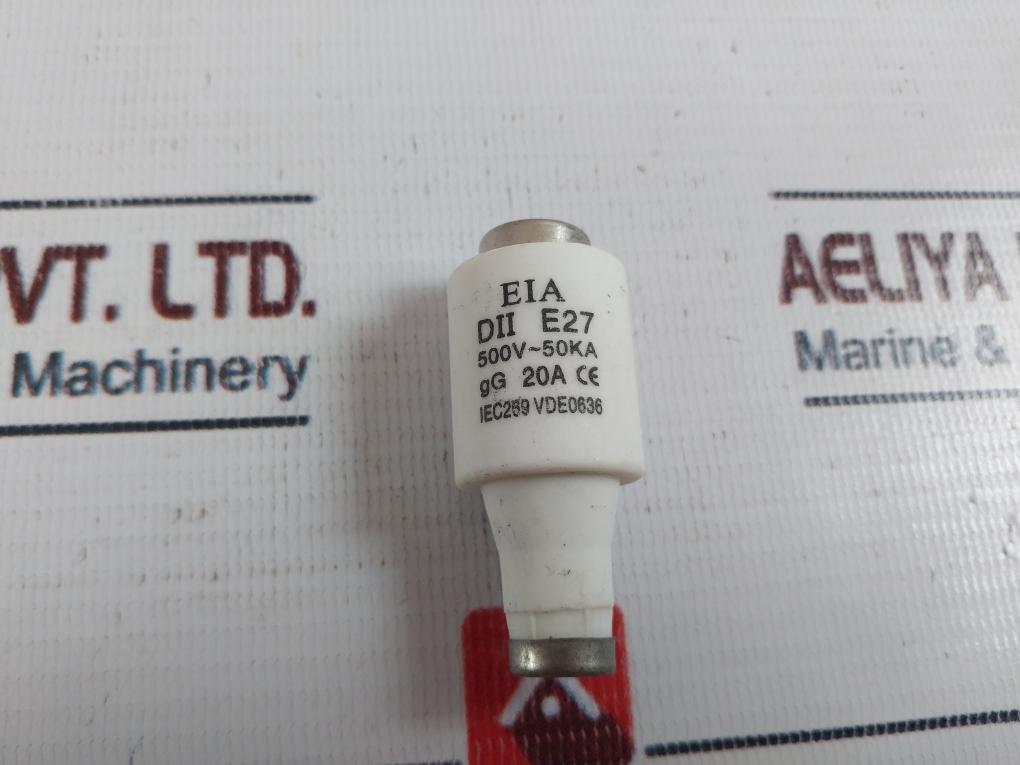 VT. LTD.
Machinery
AELIYA
Marine &
EIA
DII E27
500V~50KA
gG 20A CE
IEC269 VDE0636